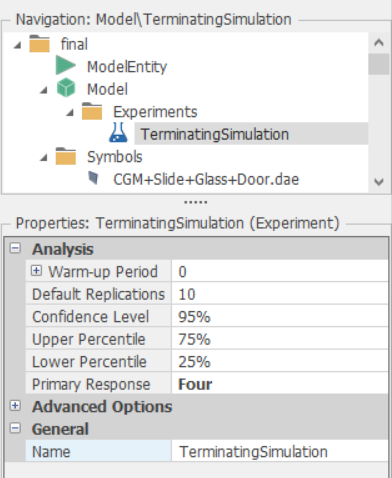 Navigation: Model\TerminatingSimulation
final
ModelEntity
Model
Experiments
TerminatingSimulation
Symbols
CGM+Slide+Glass+Door.dae
Properties: TerminatingSimulation (Experiment)
Analysis
Warm-up Period 0
Default Replications 10
Confidence Level 95%
Upper Percentile 75%
Lower Percentile 25%
Primary Response Four
Advanced Options
General
Name TerminatingSimulation